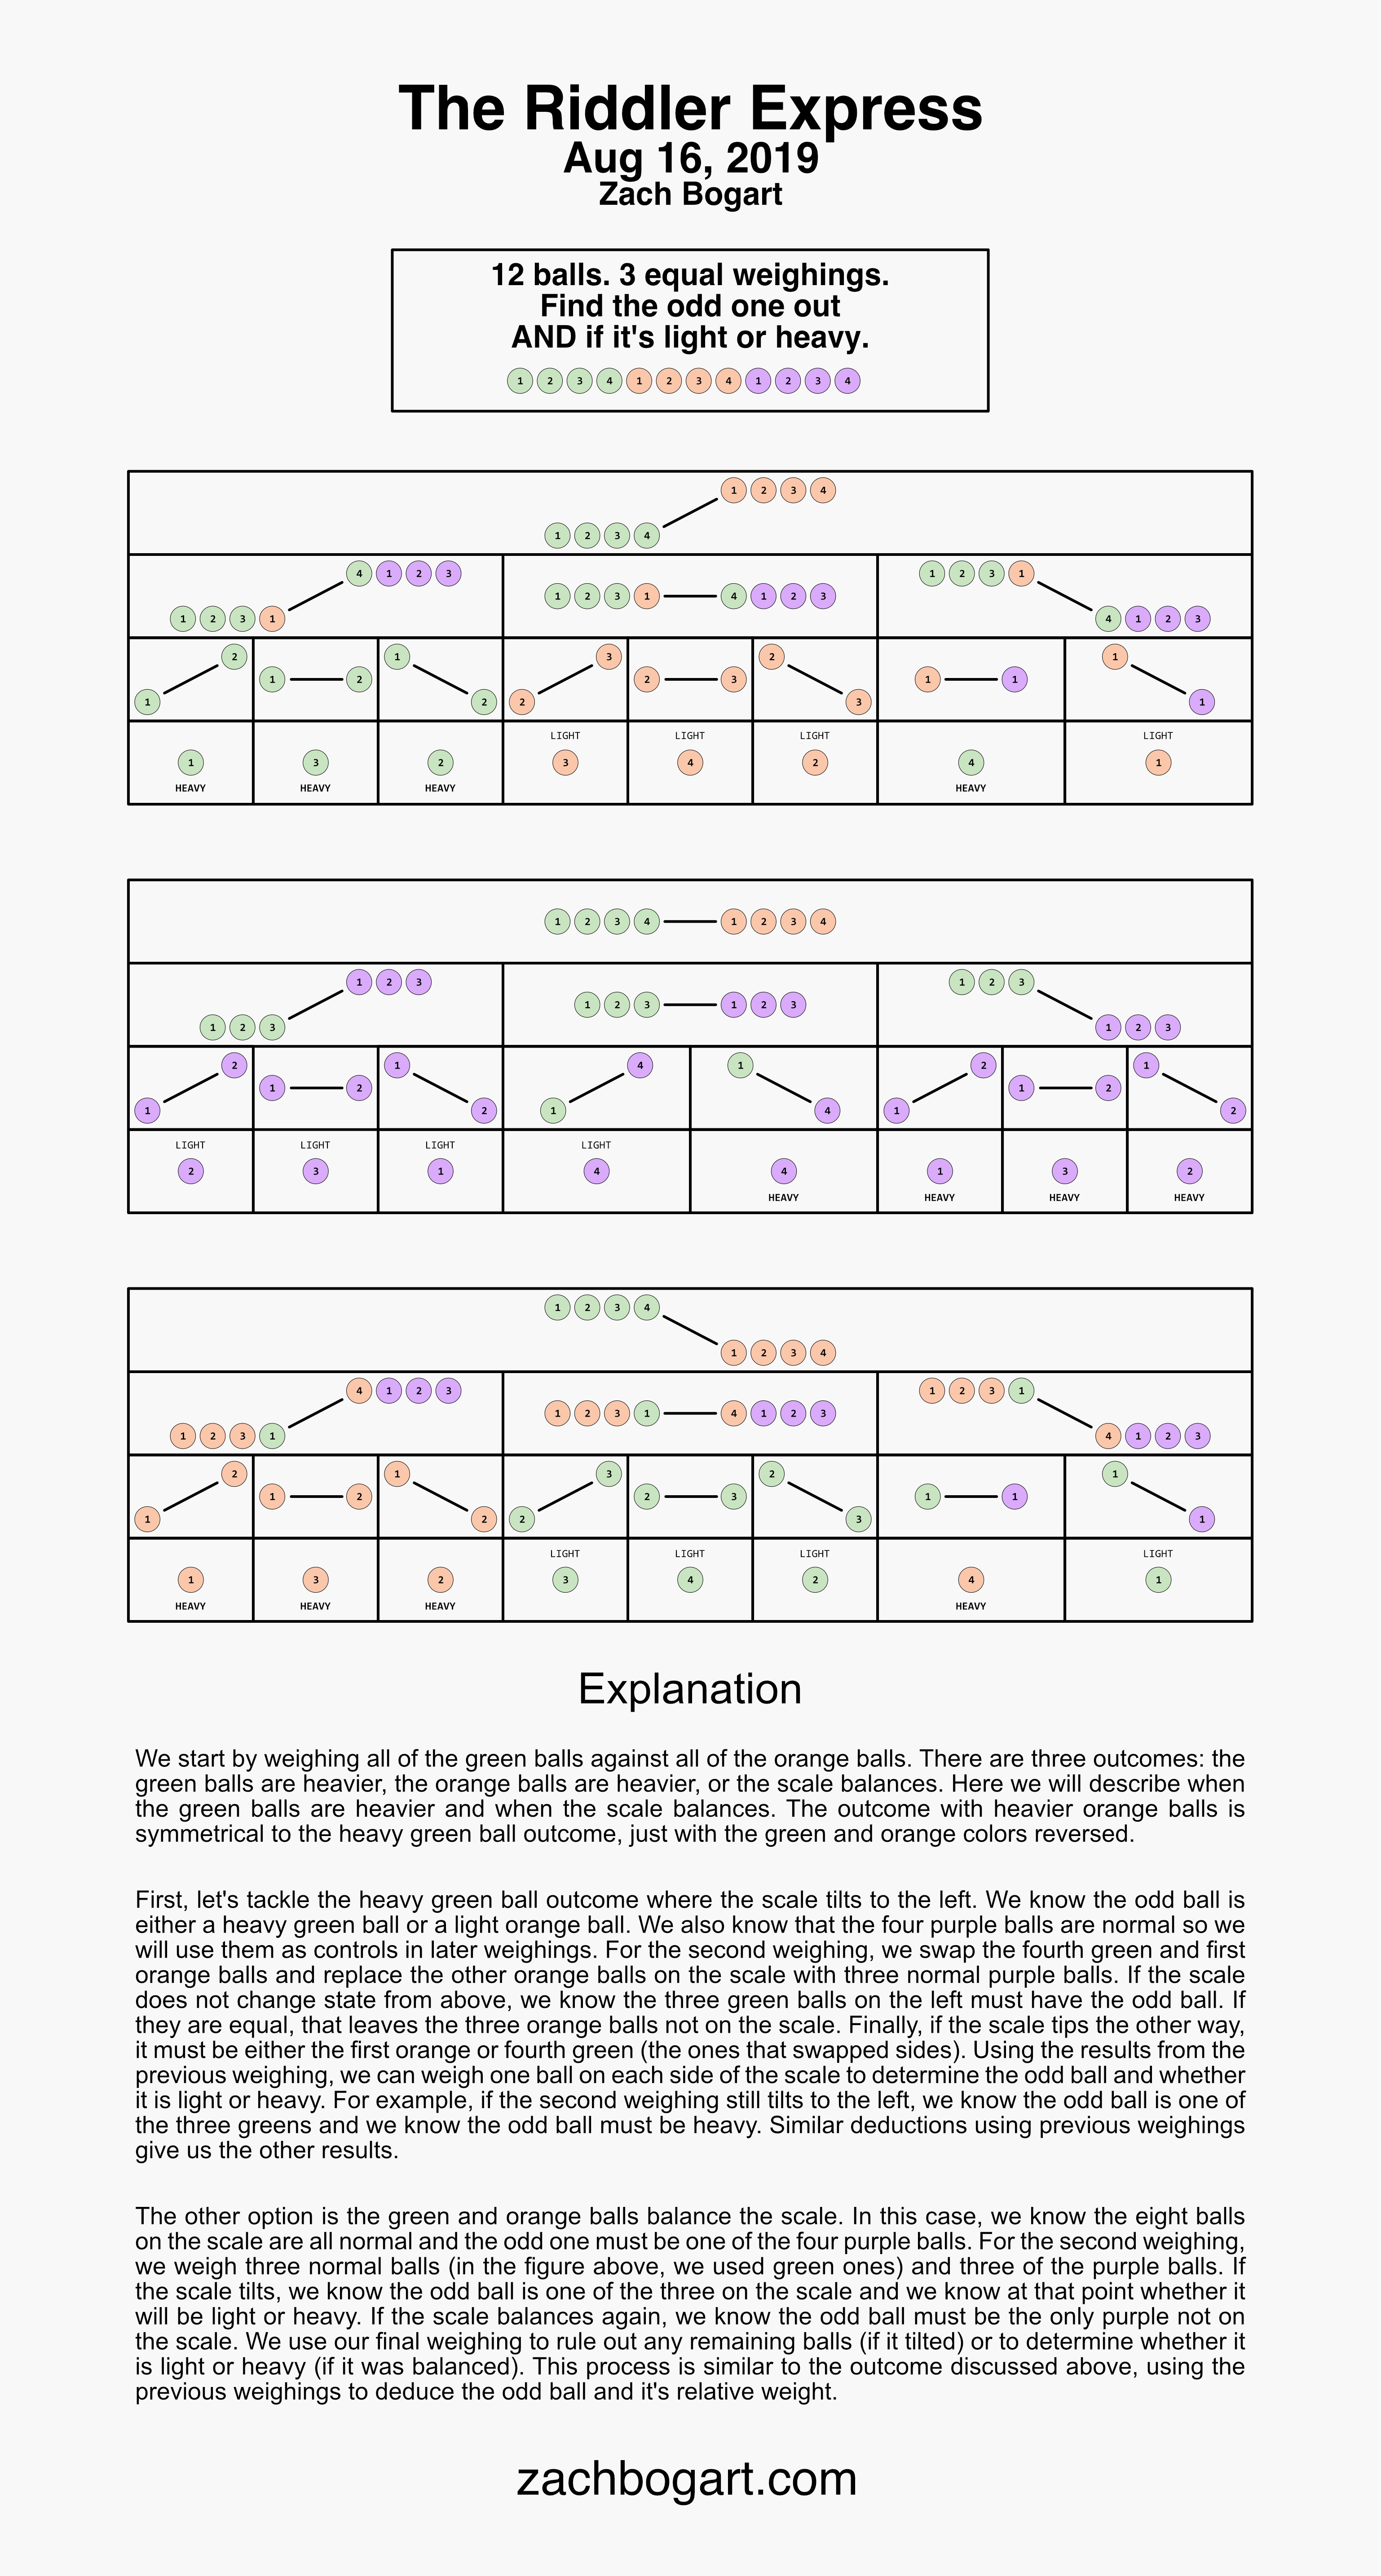 The Riddler Express
Aug 16, 2019
Zach Bogart
12 balls. 3 equal weighings.
Find the odd one out
AND if it's light or heavy.
1 2 3 4 1 2 3 4 1 2 3 4
1 2 3 4
1 2 3 4
4 1 2 3 1 2 3 1 4 1 2 3 1 2 3 1
1 2 3 1 4 1 2 3
2 1 2 1 3 2 3 2 1 1 1
1 2 2 3 1
LIGHT LIGHT LIGHT LIGHT
1 3 2 3 4 2 4 1
HEAVY HEAVY HEAVY HEAVY
1 2 3 4 1 2 3 4
1 2 3 1 2 3 1 2 3 1 2 3
1 2 3 1 2 3
2 1 2 1 4 1 2 1 2 1
1 2 1 4 1 2
LIGHT LIGHT LIGHT LIGHT
2 3 1 4 4 1 3 2
HEAVY HEAVY HEAVY HEAVY
1 2 3 4
1 2 3 4
4 1 2 3 1 2 3 1 4 1 2 3 1 2 3 1
1 2 3 1 4 1 2 3
2 1 2 1 3 2 3 2 1 1 1
1 2 2 3 1
LIGHT LIGHT LIGHT LIGHT
1 3 2 3 4 2 4 1
HEAVY HEAVY HEAVY HEAVY
Explanation
We start by weighing all of the green balls against all of the orange balls. There are three outcomes: the
green balls are heavier, the orange balls are heavier, or the scale balances. Here we will describe when
the green balls are heavier and when the scale balances. The outcome with heavier orange balls is
symmetrical to the heavy green ball outcome, just with the green and orange colors reversed.
First, let's tackle the heavy green ball outcome where the scale tilts to the left. We know the odd ball is
either a heavy green ball or a light orange ball. We also know that the four purple balls are normal so we
will use them as controls in later weighings. For the second weighing, we swap the fourth green and first
orange balls and replace the other orange balls on the scale with three normal purple balls. If the scale
does not change state from above, we know the three green balls on the left must have the odd ball. If
they are equal, that leaves the three orange balls not on the scale. Finally, if the scale tips the other way,
it must be either the first orange or fourth green (the ones that swapped sides). Using the results from the
previous weighing, we can weigh one ball on each side of the scale to determine the odd ball and whether
it is light or heavy. For example, if the second weighing still tilts to the left, we know the odd ball is one of
the three greens and we know the odd ball must be heavy. Similar deductions using previous weighings
give us the other results.
The other option is the green and orange balls balance the scale. In this case, we know the eight balls
on the scale are all normal and the odd one must be one of the four purple balls. For the second weighing,
we weigh three normal balls (in the figure above, we used green ones) and three of the purple balls. If
the scale tilts, we know the odd ball is one of the three on the scale and we know at that point whether it
will be light or heavy. If the scale balances again, we know the odd ball must be the only purple not on
the scale. We use our final weighing to rule out any remaining balls (if it tilted) or to determine whether it
is light or heavy (if it was balanced). This process is similar to the outcome discussed above, using the
previous weighings to deduce the odd ball and it's relative weight.
zachbogart.com